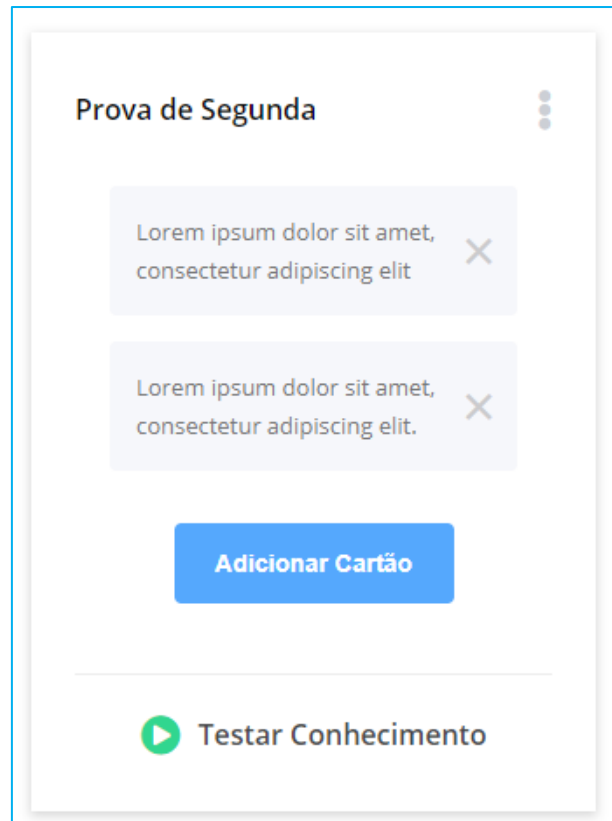 Prova de Segunda
Lorem ipsum dolor sit amet,
consectetur adipiscing elit
Lorem ipsum dolor sit amet,
consectetur adipiscing elit.
Adicionar Cartão
Testar Conhecimento